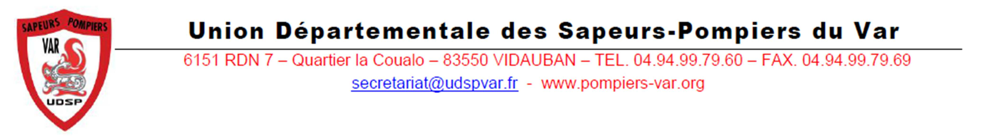 SAPEURS POMPIERS
VAR
UDSP
Union Départementale des Sapeurs-Pompiers du Var
6151 RDN 7 – Quartier la Coualo – 83550 VIDAUBAN – TEL. 04.94.99.79.60 – FAX. 04.94.99.79.69
secretariat@udspvar.fr - www.pompiers-var.org